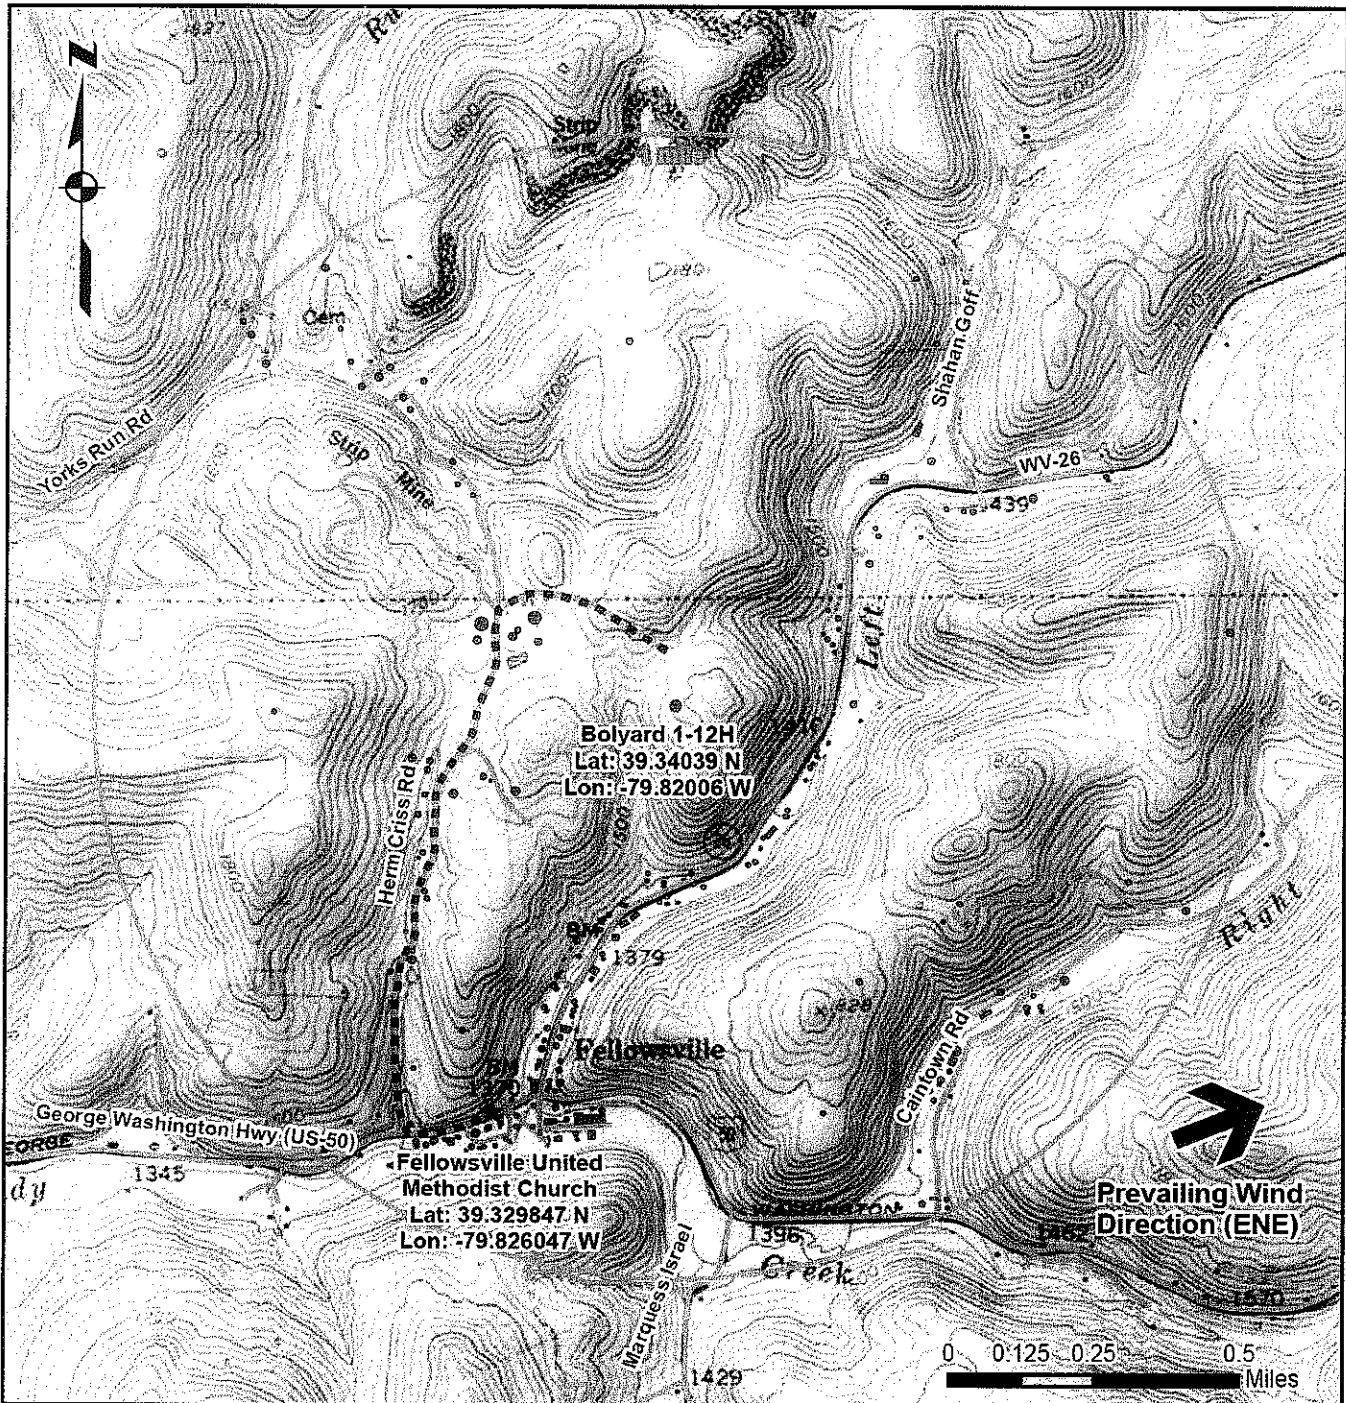 N
Strip
Cem
Yorks Run Rd
Strip
Mine
Shahan Goff
WV-26
439
Left
Bolyard 1-12H
Lat: 39.34039 N
Lon: -79.82006 W
Herm Criss Rd
BM
1379
Fellowsville
BM
Right
Caintown Rd
George Washington Hwy (US-50)
1345
Fellowsville United
Methodist Church
Lat: 39.329847 N
Lon: -79.826047 W
Marquess Israel
WASHINGTON
1396
Creek
Prevailing Wind
Direction (ENE)
1429
0 0.125 0.25 0.5
Miles